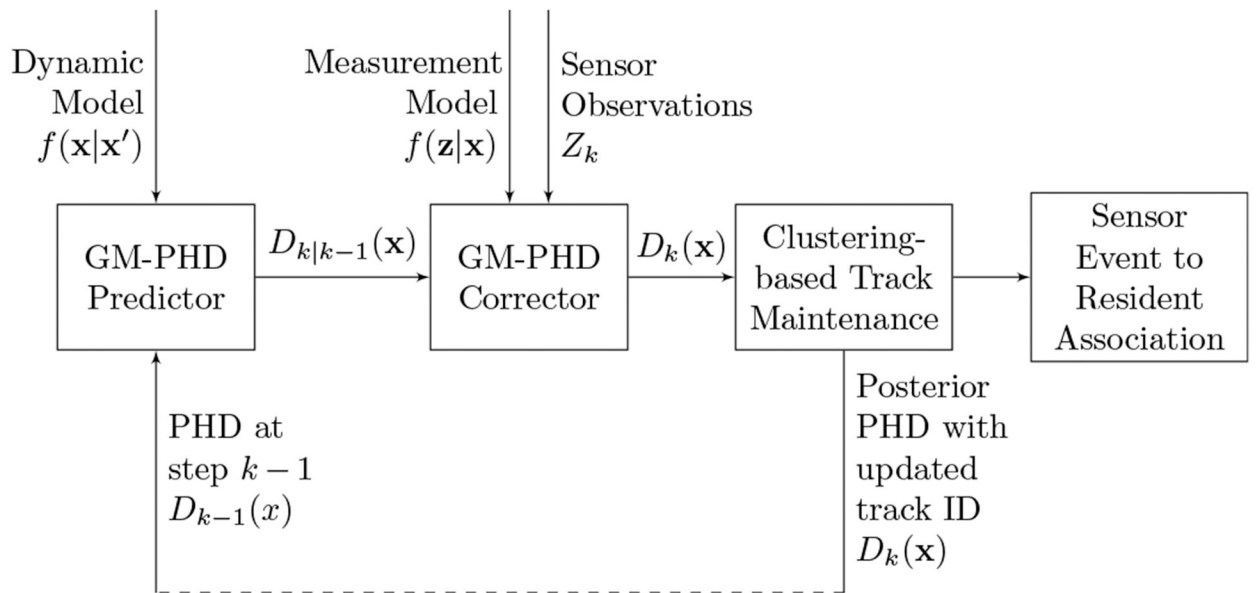 Dynamic
Model
f(x|x′)
Measurement
Model
f(z|x)
Sensor
Observations
Z_k
GM-PHD
Predictor
D_{k|k−1}(x)
GM-PHD
Corrector
D_k(x)
Clustering-
based Track
Maintenance
Sensor
Event to
Resident
Association
PHD at
step k − 1
D_{k−1}(x)
Posterior
PHD with
updated
track ID
D_k(x)